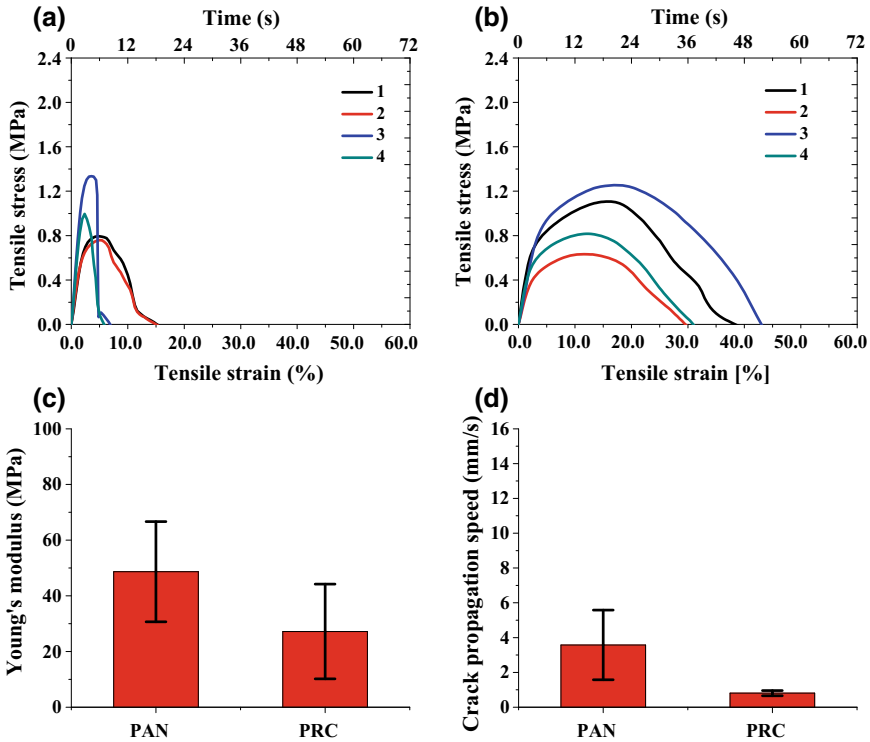 (a)
Time (s)
0 12 24 36 48 60 72
2.4
2.0
1.6
1.2
0.8
0.4
0.0
Tensile stress (MPa)
1
2
3
4
0.0 10.0 20.0 30.0 40.0 50.0 60.0
Tensile strain (%)
(b)
Time (s)
0 12 24 36 48 60 72
2.4
2.0
1.6
1.2
0.8
0.4
0.0
Tensile stress (MPa)
1
2
3
4
0.0 10.0 20.0 30.0 40.0 50.0 60.0
Tensile strain [%]
(c)
100
80
60
40
20
0
Young's modulus (MPa)
PAN PRC
(d)
16
14
12
10
8
6
4
2
0
Crack propagation speed (mm/s)
PAN PRC